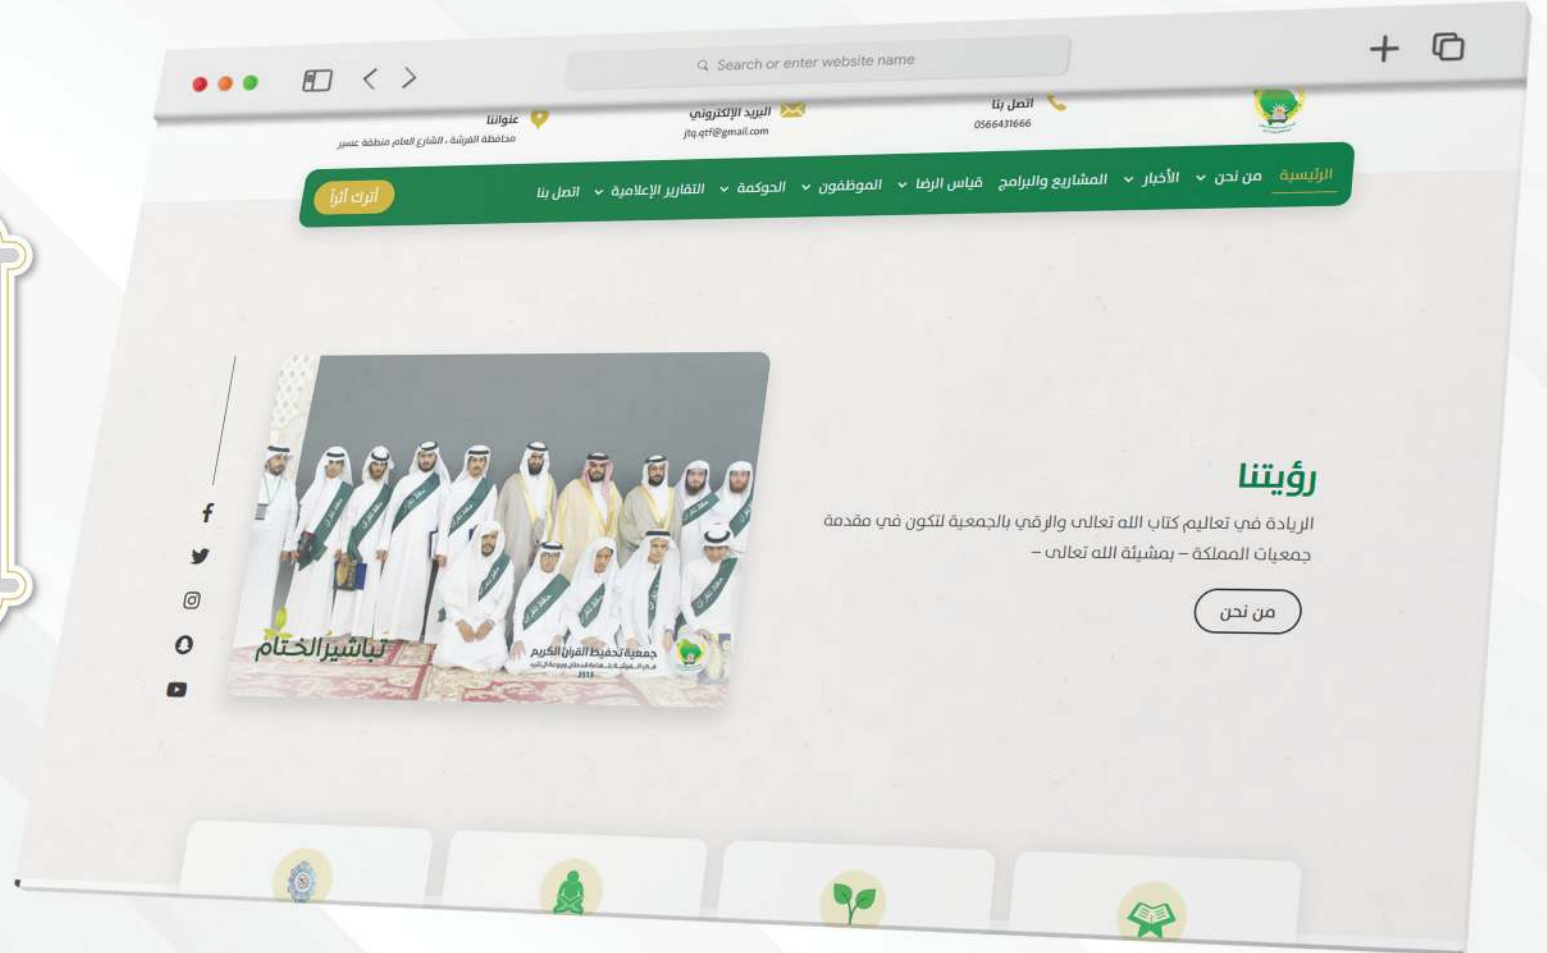 Search or enter website name
اتصل بنا
0566431666
البريد الإلكتروني
jtq.qtf@gmail.com
عنواننا
محافظة الفرشة ، الشارع العام منطقة عسير
الرئيسية
من نحن
الأخبار
المشاريع والبرامج
قياس الرضا
الموظفون
الحوكمة
التقارير الإعلامية
اتصل بنا
أترك أثراً
رؤيتنا
الريادة في تعاليم كتاب الله تعالى والرقي بالجمعية لتكون في مقدمة
جمعيات المملكة – بمشيئة الله تعالى –
من نحن
تباشير الختام
جمعية تحفيظ القرآن الكريم
3513